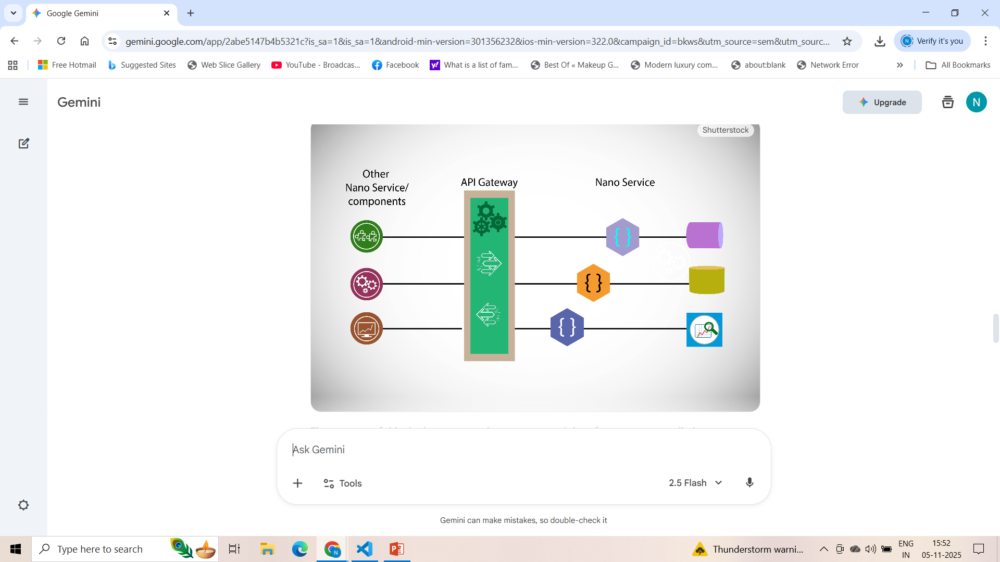 Google Gemini
gemini.google.com/app/2abe5147b4b5321c?is_sa=1&is_sa=1&android-min-version=301356232&ios-min-version=322.0&campaign_id=bkws&utm_source=sem&utm_sourc...
Verify it's you
Free Hotmail
Suggested Sites
Web Slice Gallery
YouTube - Broadcas...
Facebook
What is a list of fam...
Best Of « Makeup G...
Modern luxury com...
about:blank
Network Error
All Bookmarks
Gemini
Upgrade
N
Shutterstock
Other
Nano Service/
components
API Gateway
Nano Service
{ }
{ }
{ }
Ask Gemini
Tools
2.5 Flash
Gemini can make mistakes, so double-check it
Type here to search
Thunderstorm warni...
ENG
IN
15:52
05-11-2025